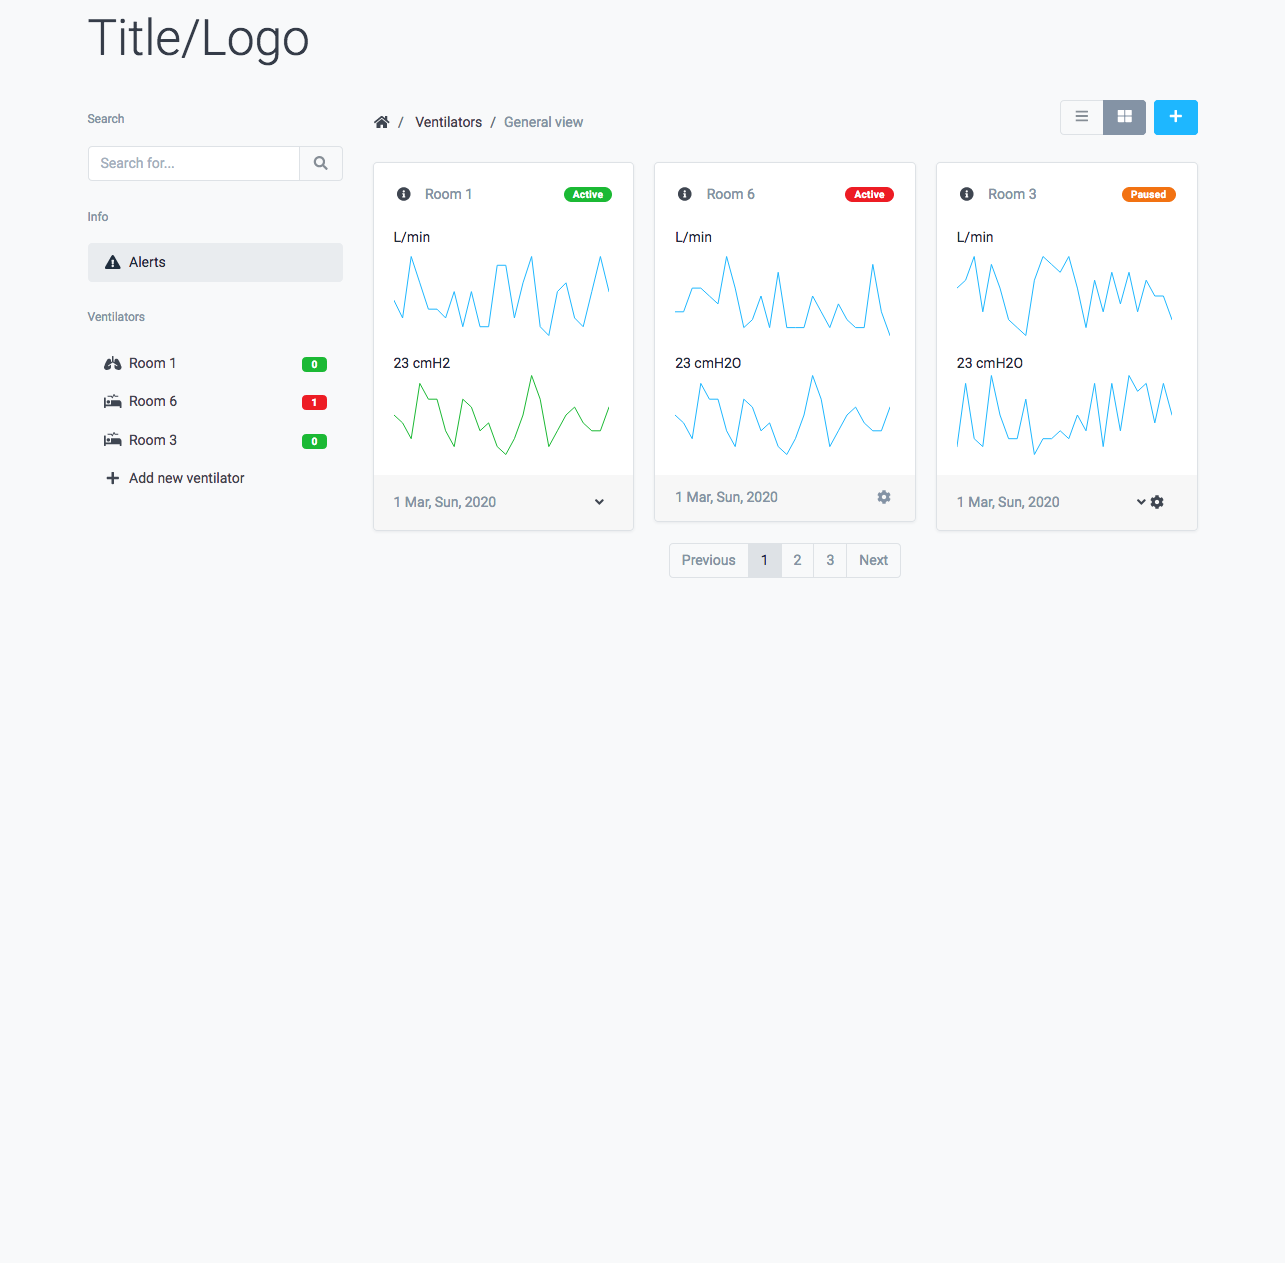 Title/Logo
Search
Search for...
Info
Alerts
Ventilators
Room 1 0
Room 6 1
Room 3 0
Add new ventilator
/ Ventilators / General view
Room 1 Active
L/min
23 cmH2
1 Mar, Sun, 2020
Room 6 Active
L/min
23 cmH2O
1 Mar, Sun, 2020
Room 3 Paused
L/min
23 cmH2O
1 Mar, Sun, 2020
Previous 1 2 3 Next